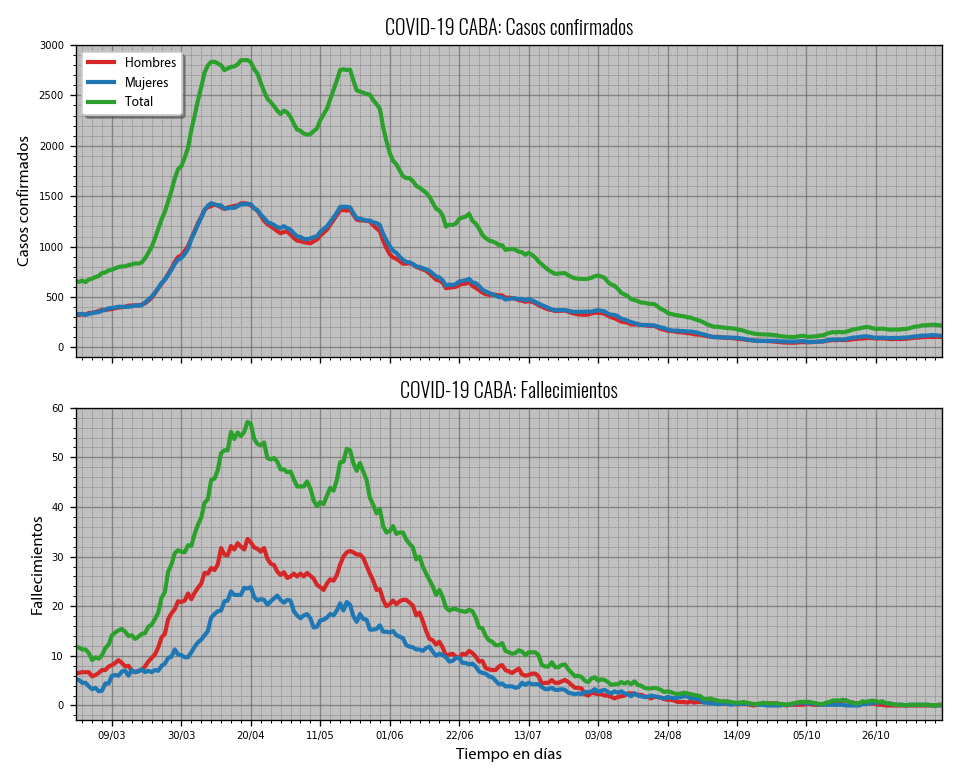 COVID-19 CABA: Casos confirmados
3000
2500
2000
1500
1000
500
0
Casos confirmados
Hombres
Mujeres
Total
COVID-19 CABA: Fallecimientos
60
50
40
30
20
10
0
Fallecimientos
09/03 30/03 20/04 11/05 01/06 22/06 13/07 03/08 24/08 14/09 05/10 26/10
Tiempo en días